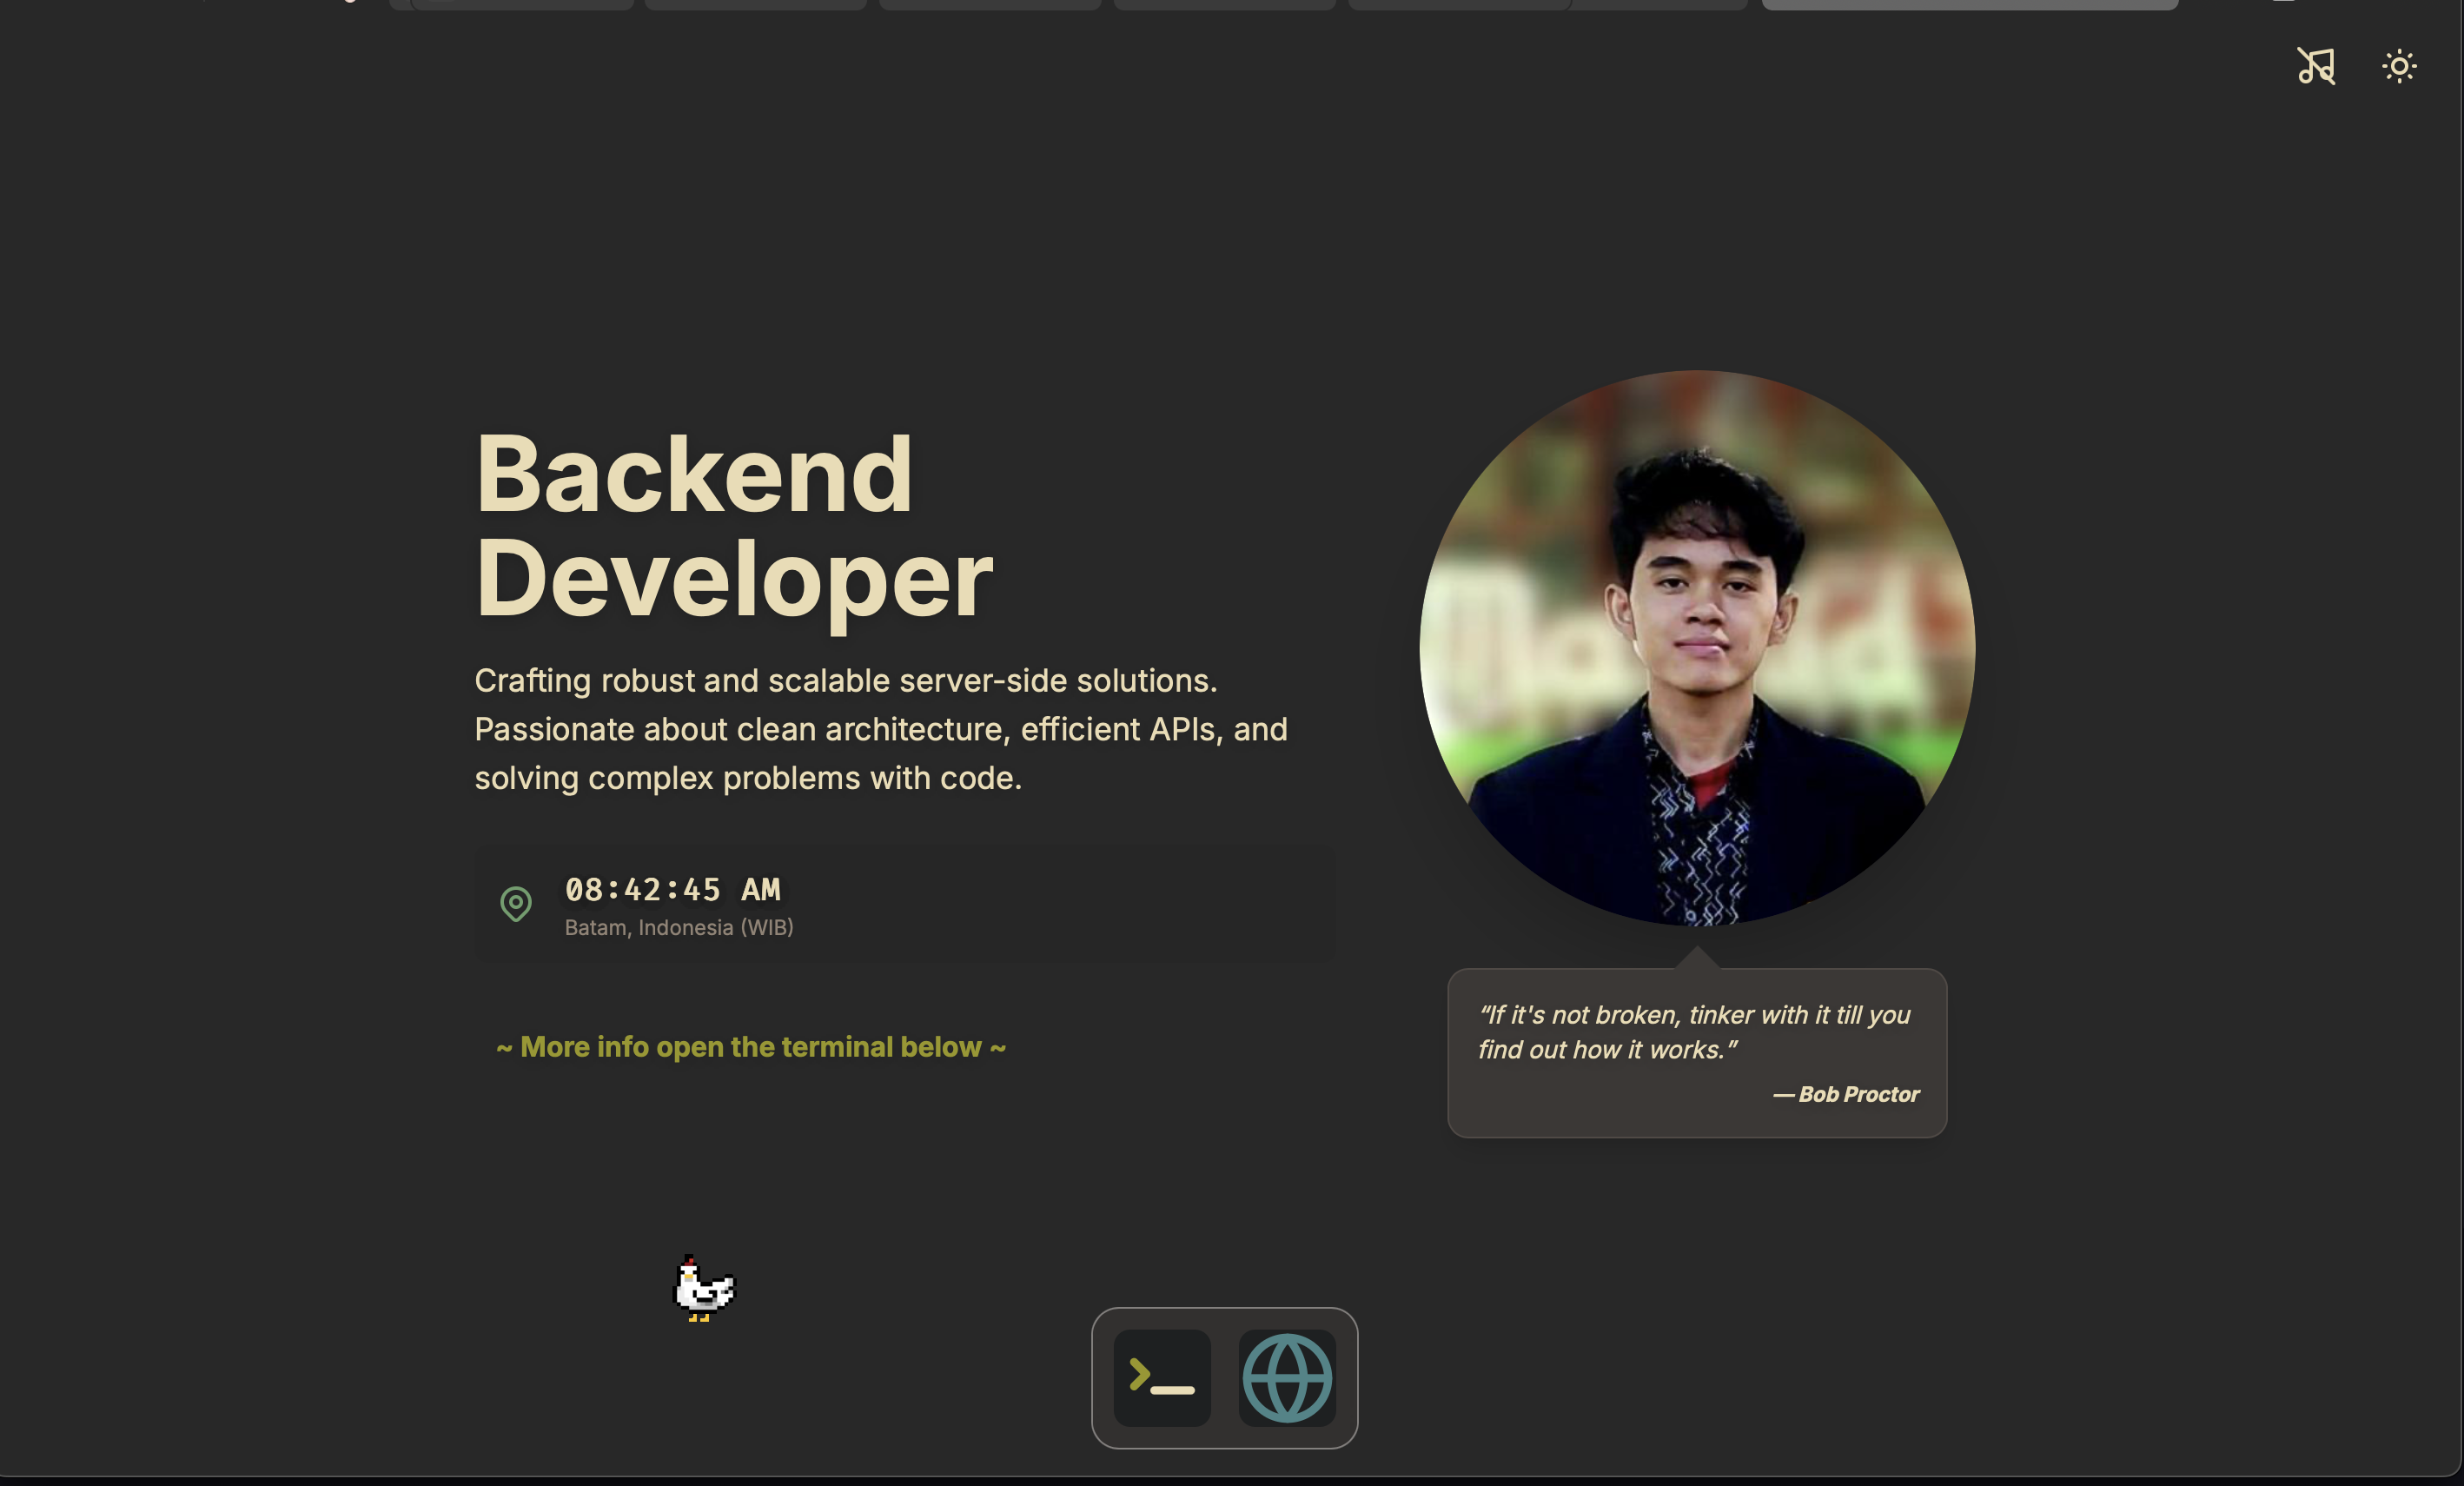 Backend
Developer
Crafting robust and scalable server-side solutions.
Passionate about clean architecture, efficient APIs, and
solving complex problems with code.
08:42:45 AM
Batam, Indonesia (WIB)
~ More info open the terminal below ~
“If it's not broken, tinker with it till you
find out how it works.”
— Bob Proctor